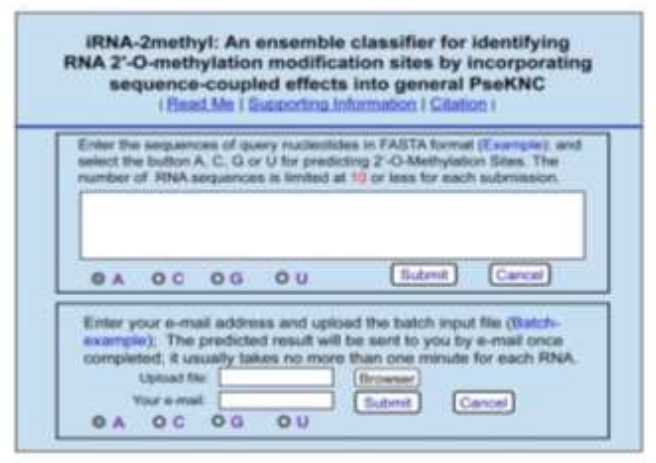 iRNA-2methyl: An ensemble classifier for identifying
RNA 2'-O-methylation modification sites by incorporating
sequence-coupled effects into general PseKNC
| Read Me | Supporting Information | Citation |
Enter the sequences of query nucleotides in FASTA format (Example); and
select the button A, C, G or U for predicting 2'-O-Methylation Sites. The
number of RNA sequences is limited at 10 or less for each submission.
A C G U Submit Cancel
Enter your e-mail address and upload the batch input file (Batch-
example); The predicted result will be sent to you by e-mail once
completed; it usually takes no more than one minute for each RNA.
Upload file: Browser
Your e-mail: Submit Cancel
A C G U